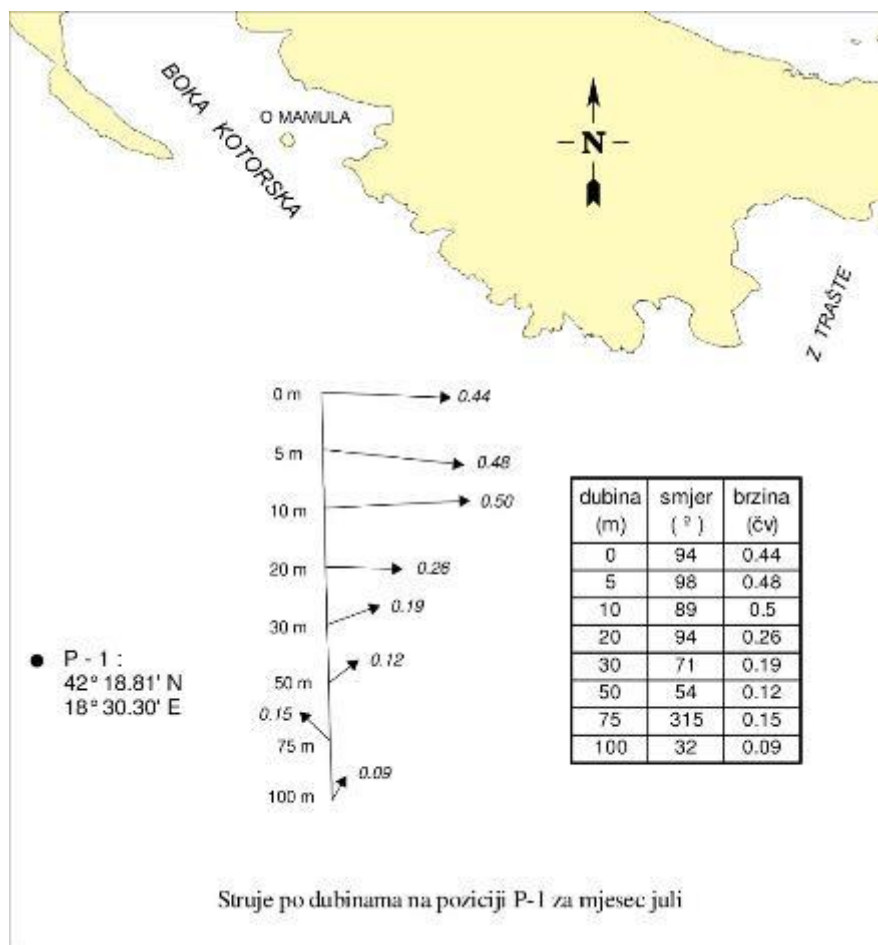 BOKA KOTORSKA
O MAMULA
N
Z TRAŠTE
0 m
0.44
5 m
0.48
10 m
0.50
20 m
0.26
30 m
0.19
50 m
0.12
0.15
75 m
0.09
100 m
P - 1 :
42° 18.81' N
18° 30.30' E
dubina smjer brzina
(m) ( º ) (čv)
0 94 0.44
5 98 0.48
10 89 0.5
20 94 0.26
30 71 0.19
50 54 0.12
75 315 0.15
100 32 0.09
Struje po dubinama na poziciji P-1 za mjesec juli